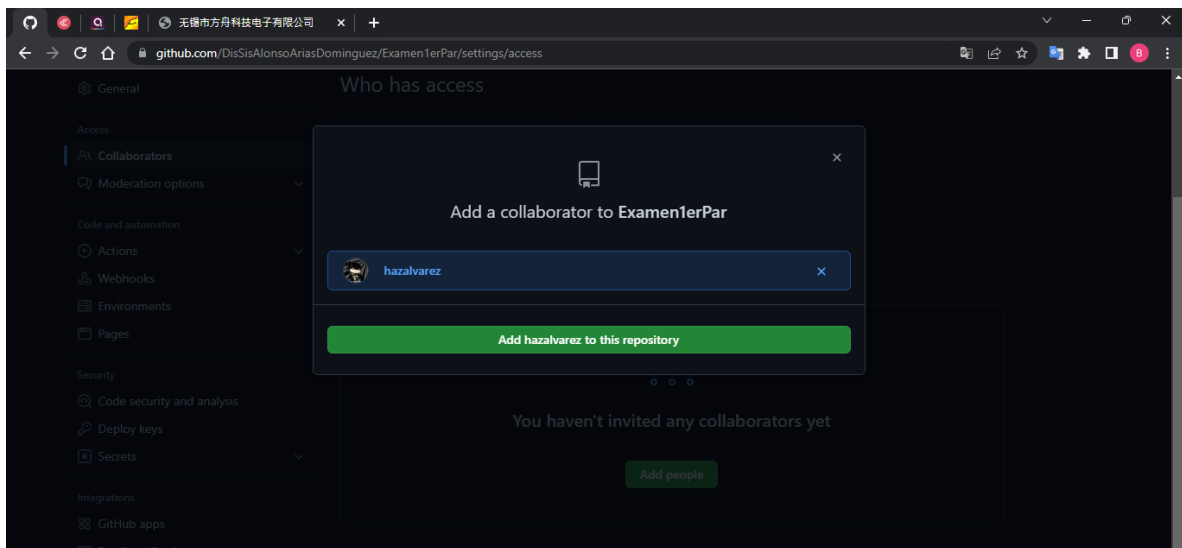 无锡市方舟科技电子有限公司
github.com/DisSisAlonsoAriasDominguez/Examen1erPar/settings/access
B
General
Who has access
Access
Collaborators
Moderation options
Add a collaborator to Examen1erPar
Code and automation
Actions
hazalvarez
Webhooks
Environments
Pages
Add hazalvarez to this repository
Security
Code security and analysis
You haven't invited any collaborators yet
Deploy keys
Secrets
Add people
Integrations
GitHub apps